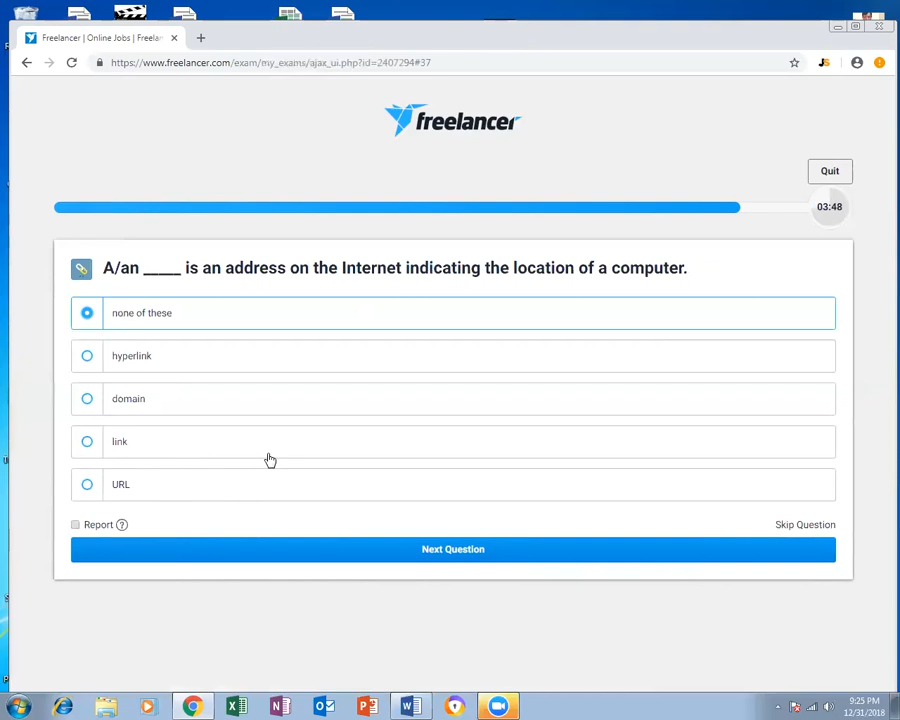 Freelancer | Online Jobs | Freelan
https://www.freelancer.com/exam/my_exams/ajax_ui.php?id=2407294#37
JS
freelancer
Quit
03:48
A/an _____ is an address on the Internet indicating the location of a computer.
none of these
hyperlink
domain
link
URL
Report ?
Skip Question
Next Question
9:25 PM
12/31/2018